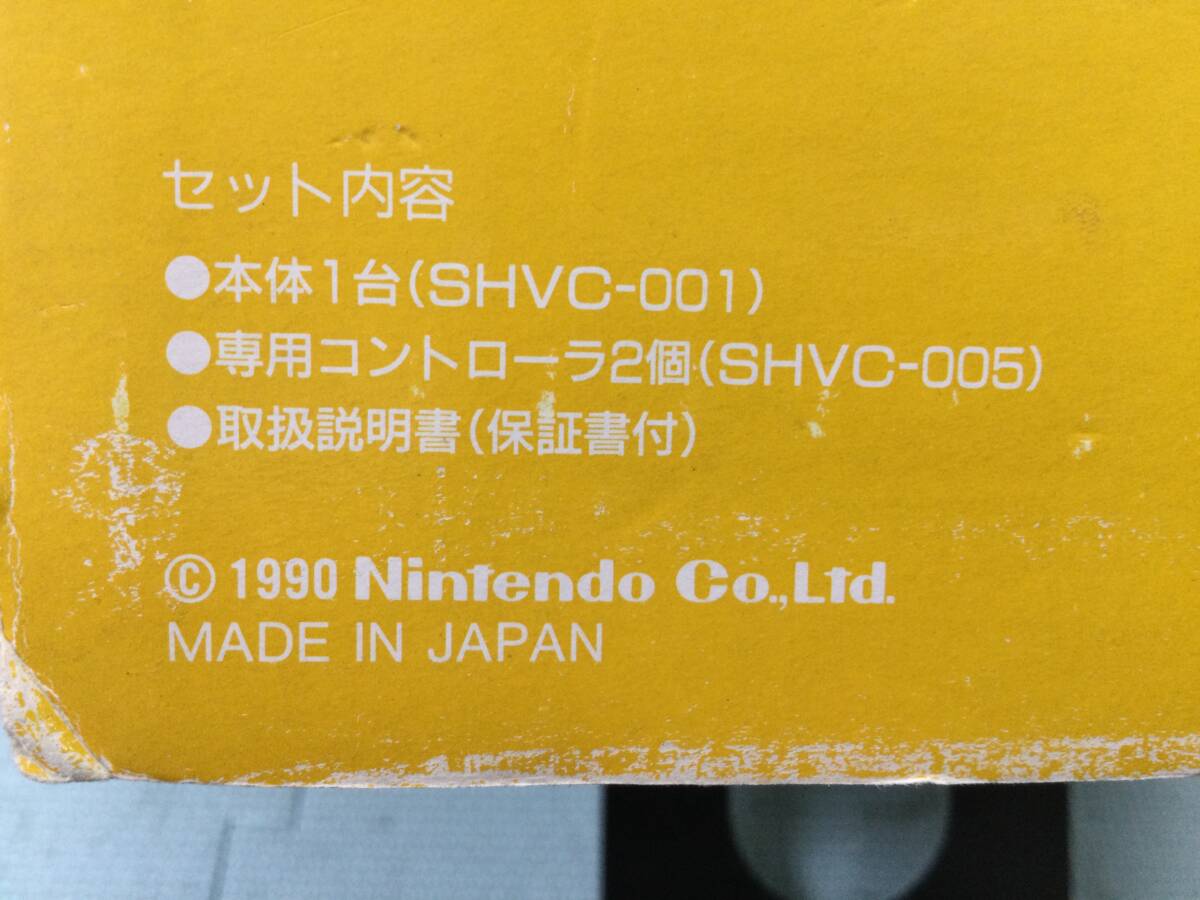 セット内容
●本体1台(SHVC-001)
●専用コントローラ2個(SHVC-005)
●取扱説明書(保証書付)
© 1990 Nintendo Co.,Ltd.
MADE IN JAPAN